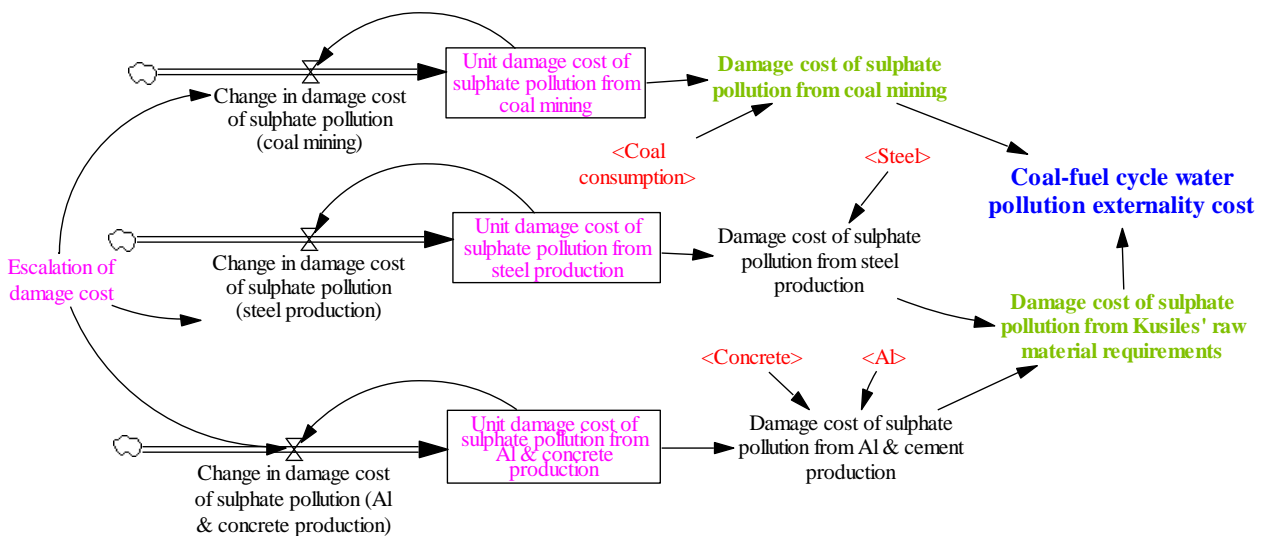 Unit damage cost of
sulphate pollution from
coal mining
Damage cost of sulphate
pollution from coal mining
Change in damage cost
of sulphate pollution
(coal mining)
<Coal
consumption>
<Steel>
Coal-fuel cycle water
pollution externality cost
Unit damage cost of
sulphate pollution from
steel production
Damage cost of sulphate
pollution from steel
production
Change in damage cost
of sulphate pollution
(steel production)
Escalation of
damage cost
Damage cost of sulphate
pollution from Kusiles' raw
material requirements
<Concrete>
<Al>
Unit damage cost of
sulphate pollution from
Al & concrete
production
Damage cost of sulphate
pollution from Al & cement
production
Change in damage cost
of sulphate pollution (Al
& concrete production)